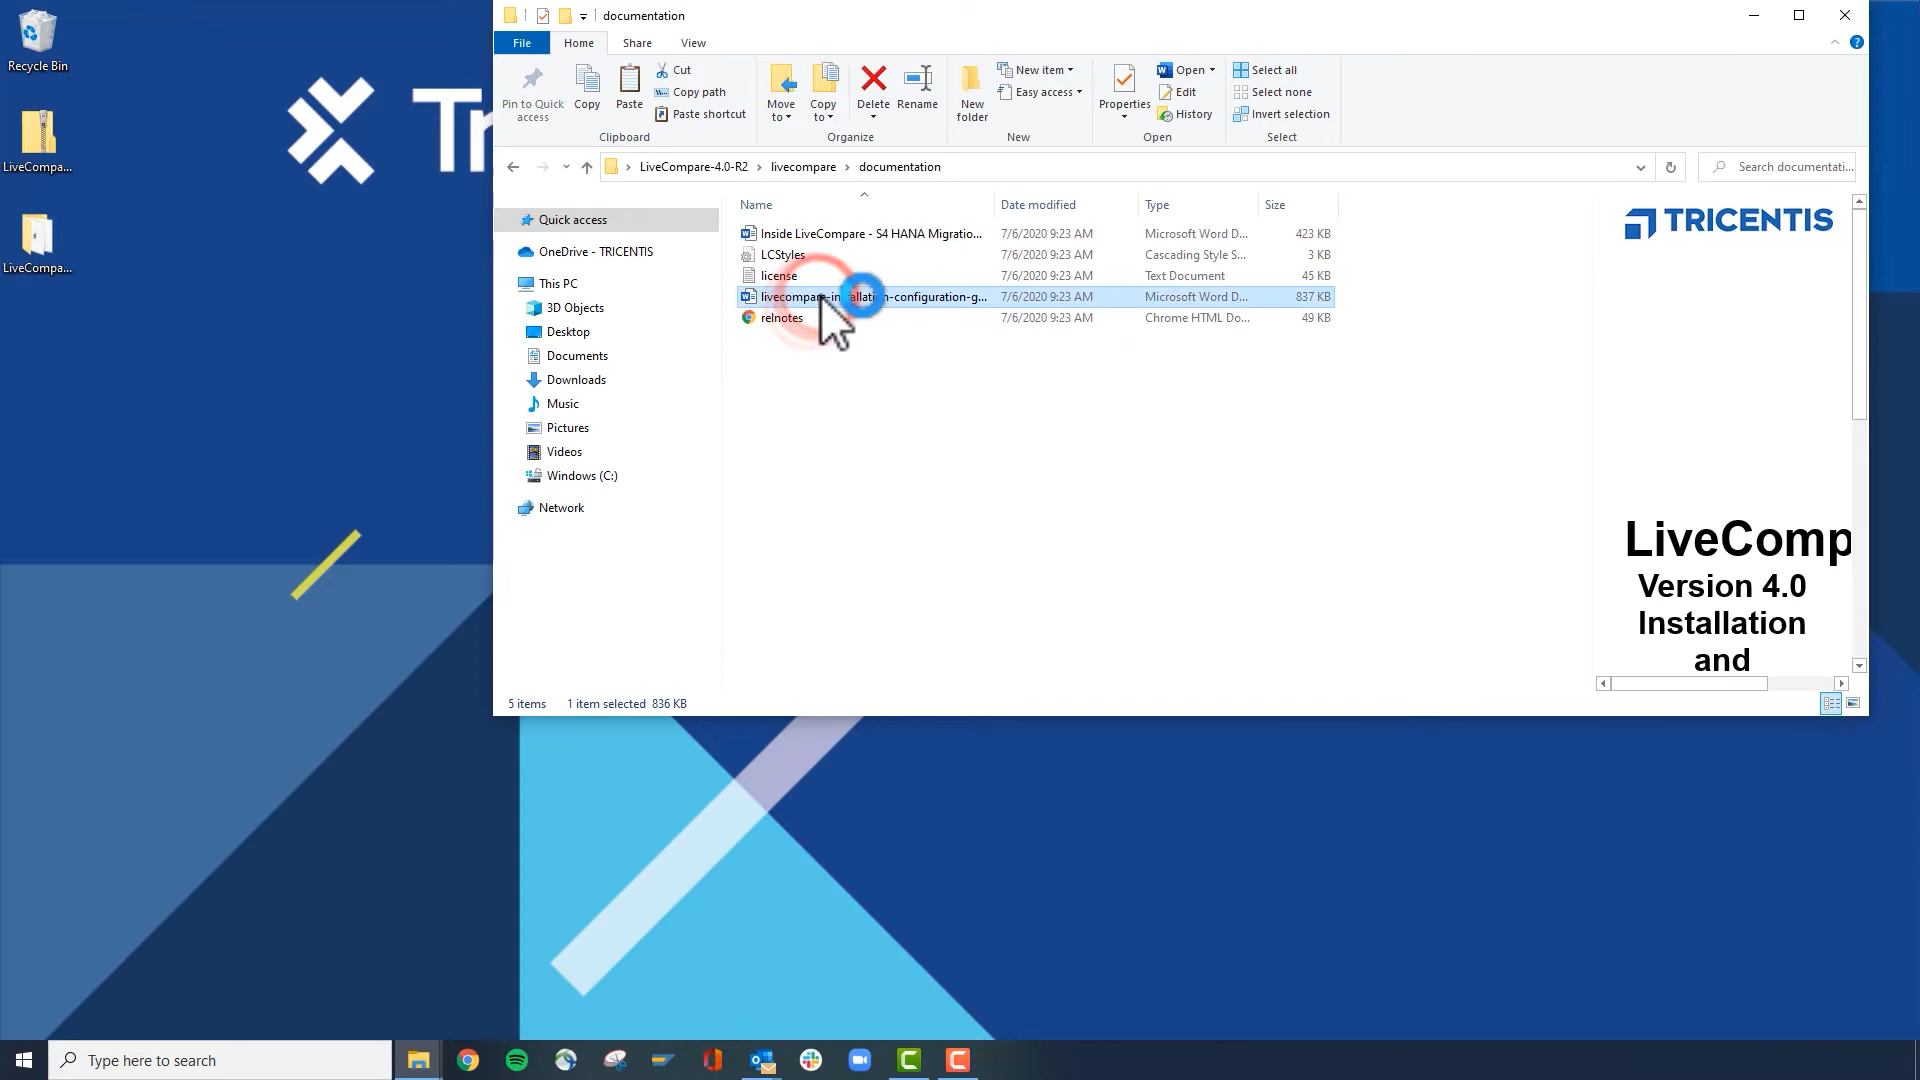 Recycle Bin
LiveCompa...
LiveCompa...
Tr
documentation
File Home Share View
Pin to Quick access
Copy
Paste
Cut
Copy path
Paste shortcut
Clipboard
Move to
Copy to
Delete
Rename
Organize
New folder
New item
Easy access
New
Properties
Open
Edit
History
Open
Select all
Select none
Invert selection
Select
LiveCompare-4.0-R2 > livecompare > documentation
Search documentati...
Quick access
OneDrive - TRICENTIS
This PC
3D Objects
Desktop
Documents
Downloads
Music
Pictures
Videos
Windows (C:)
Network
Name Date modified Type Size
Inside LiveCompare - S4 HANA Migratio... 7/6/2020 9:23 AM Microsoft Word D... 423 KB
LCStyles 7/6/2020 9:23 AM Cascading Style S... 3 KB
license 7/6/2020 9:23 AM Text Document 45 KB
livecompare-installation-configuration-g... 7/6/2020 9:23 AM Microsoft Word D... 837 KB
relnotes 7/6/2020 9:23 AM Chrome HTML Do... 49 KB
TRICENTIS
LiveComp
Version 4.0
Installation
and
5 items 1 item selected 836 KB
Type here to search